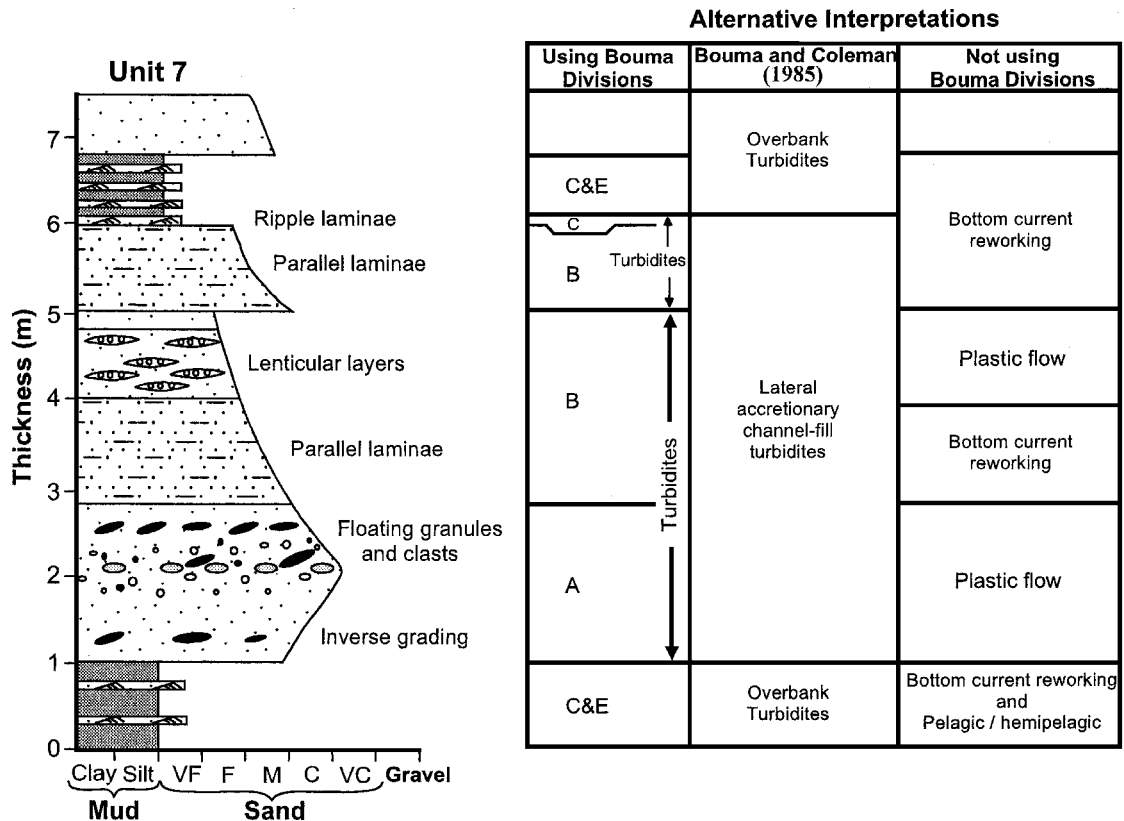 Alternative Interpretations
Unit 7
Using Bouma
Divisions
Bouma and Coleman
(1985)
Not using
Bouma Divisions
Thickness (m)
7
6
5
4
3
2
1
0
Ripple laminae
Parallel laminae
Lenticular layers
Parallel laminae
Floating granules
and clasts
Inverse grading
Clay Silt VF F M C VC Gravel
Mud Sand
C&E
C
B
Turbidites
B
Turbidites
A
C&E
Overbank
Turbidites
Lateral
accretionary
channel-fill
turbidites
Overbank
Turbidites
Bottom current
reworking
Plastic flow
Bottom current
reworking
Plastic flow
Bottom current reworking
and
Pelagic / hemipelagic